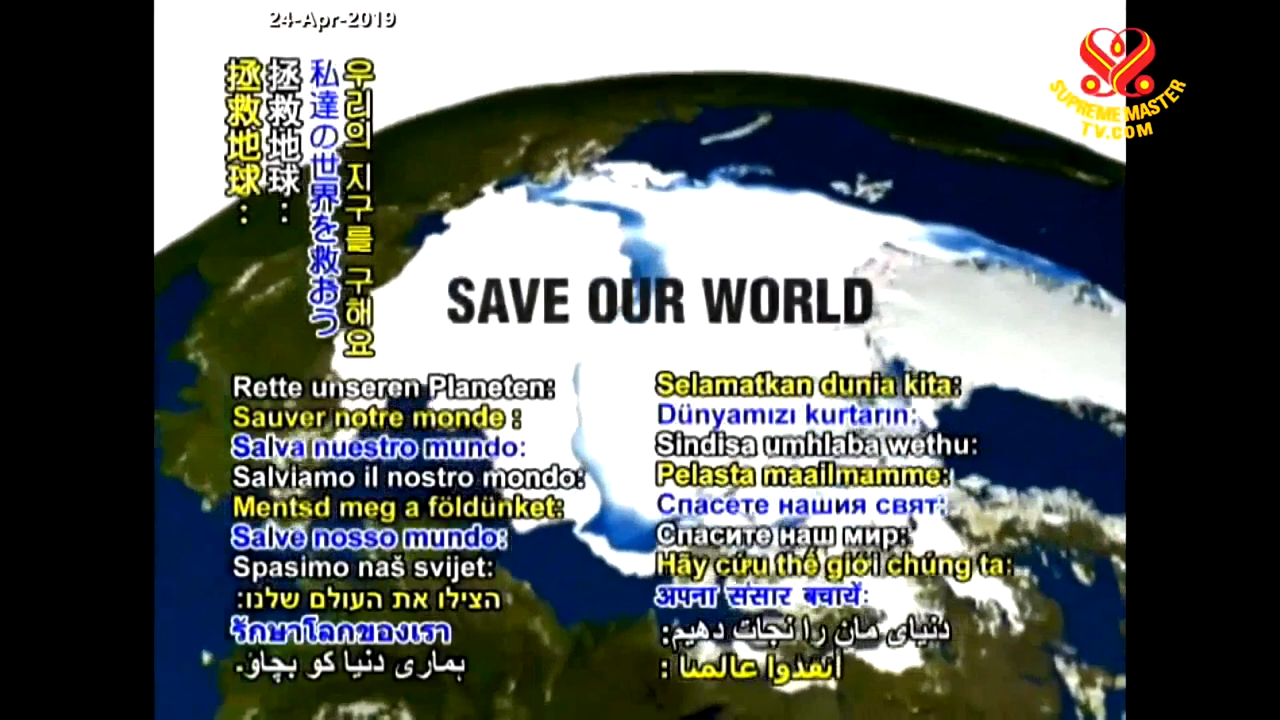 24-Apr-2019
SUPREME MASTER
TV.COM
拯救地球：
拯救地球：
私達の世界を救おう
우리의 지구를 구해요
SAVE OUR WORLD
Rette unseren Planeten:
Sauver notre monde :
Salva nuestro mundo:
Salviamo il nostro mondo:
Mentsd meg a földünket:
Salve nosso mundo:
Spasimo naš svijet:
הצילו את העולם שלנו:
รักษาโลกของเรา
ہماری دنیا کو بچاؤ.
Selamatkan dunia kita:
Dünyamızı kurtarın:
Sindisa umhlaba wethu:
Pelasta maailmamme:
Спасете нашия свят:
Спасите наш мир:
Hãy cứu thế giới chúng ta:
अपना संसार बचायें:
دنیای مان را نجات دهیم:
أنقذوا عالمنا :